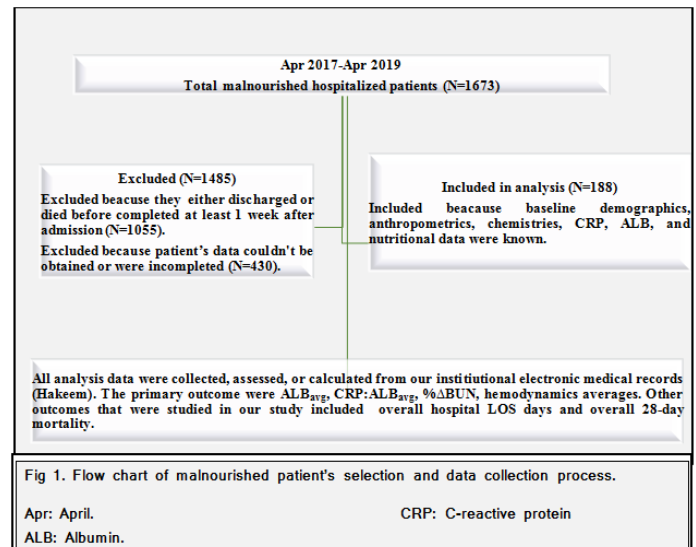 Apr 2017-Apr 2019
Total malnourished hospitalized patients (N=1673)
Excluded (N=1485)
Excluded beacuse they either discharged or
died before completed at least 1 week after
admission (N=1055).
Excluded because patient's data couldn't be
obtained or were incompleted (N=430).
Included in analysis (N=188)
Included beacause baseline demographics,
anthropometrics, chemistries, CRP, ALB, and
nutritional data were known.
All analysis data were collected, assessed, or calculated from our institiutional electronic medical records
(Hakeem). The primary outcome were ALBavg, CRP:ALBavg, %ΔBUN, hemodynamics averages. Other
outcomes that were studied in our study included overall hospital LOS days and overall 28-day
mortality.
Fig 1. Flow chart of malnourished patient's selection and data collection process.
Apr: April. CRP: C-reactive protein
ALB: Albumin.